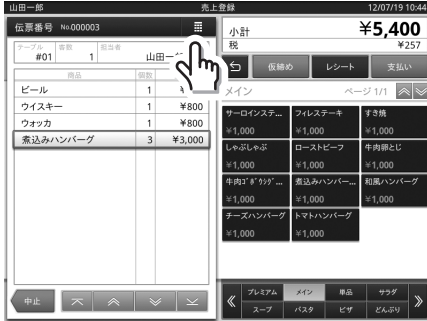 山田一郎 売上登録 12/07/19 10:44
伝票番号 No.000003
テーブル 客数 担当者
#01 1 山田一
商品 個数
ビール 1
ウイスキー 1 ¥800
ウォッカ 1 ¥800
煮込みハンバーグ 3 ¥3,000
中止
小計 ¥5,400
税 ¥257
仮締め レシート 支払い
メイン ページ 1/1
サーロインステ... フィレステーキ すき焼
¥1,000 ¥1,000 ¥1,000
しゃぶしゃぶ ローストビーフ 牛肉卵とじ
¥1,000 ¥1,000 ¥1,000
牛肉ｺﾞﾎﾞｳｼｸﾞ... 煮込みハンバー... 和風ハンバーグ
¥1,000 ¥1,000 ¥1,000
チーズハンバーグ トマトハンバーグ
¥1,000 ¥1,000
プレミアム メイン 単品 サラダ
スープ パスタ ピザ どんぶり